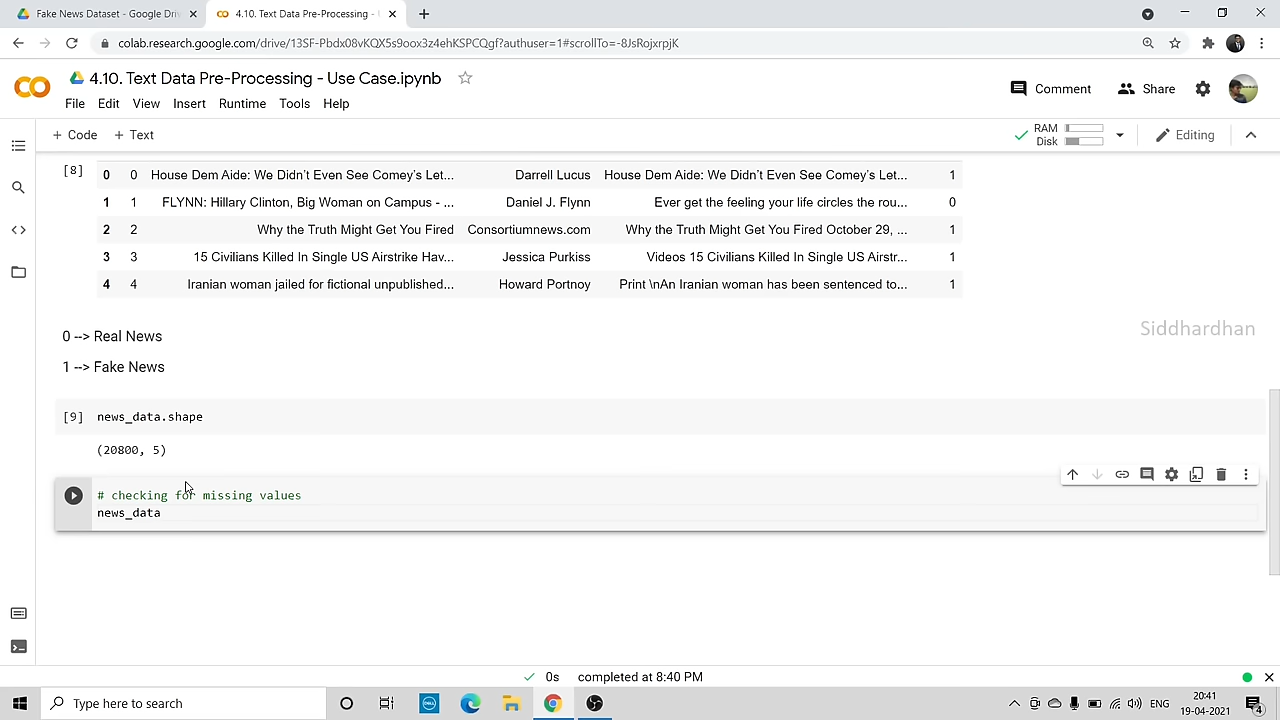 Fake News Dataset - Google Dri
4.10. Text Data Pre-Processing -
colab.research.google.com/drive/13SF-Pbdx08vKQX5s9oox3z4ehKSPCQgf?authuser=1#scrollTo=-8JsRojxrpjK
4.10. Text Data Pre-Processing - Use Case.ipynb
Comment Share
File Edit View Insert Runtime Tools Help
+ Code + Text
RAM
Disk
Editing
[8] 0 0 House Dem Aide: We Didn't Even See Comey's Let... Darrell Lucus House Dem Aide: We Didn't Even See Comey's Let... 1
1 1 FLYNN: Hillary Clinton, Big Woman on Campus - ... Daniel J. Flynn Ever get the feeling your life circles the rou... 0
2 2 Why the Truth Might Get You Fired Consortiumnews.com Why the Truth Might Get You Fired October 29, ... 1
3 3 15 Civilians Killed In Single US Airstrike Hav... Jessica Purkiss Videos 15 Civilians Killed In Single US Airstr... 1
4 4 Iranian woman jailed for fictional unpublished... Howard Portnoy Print \nAn Iranian woman has been sentenced to... 1
Siddhardhan
0 --> Real News
1 --> Fake News
[9] news_data.shape
(20800, 5)
# checking for missing values
news_data
0s completed at 8:40 PM
Type here to search
DELL
ENG
20:41
19-04-2021
4